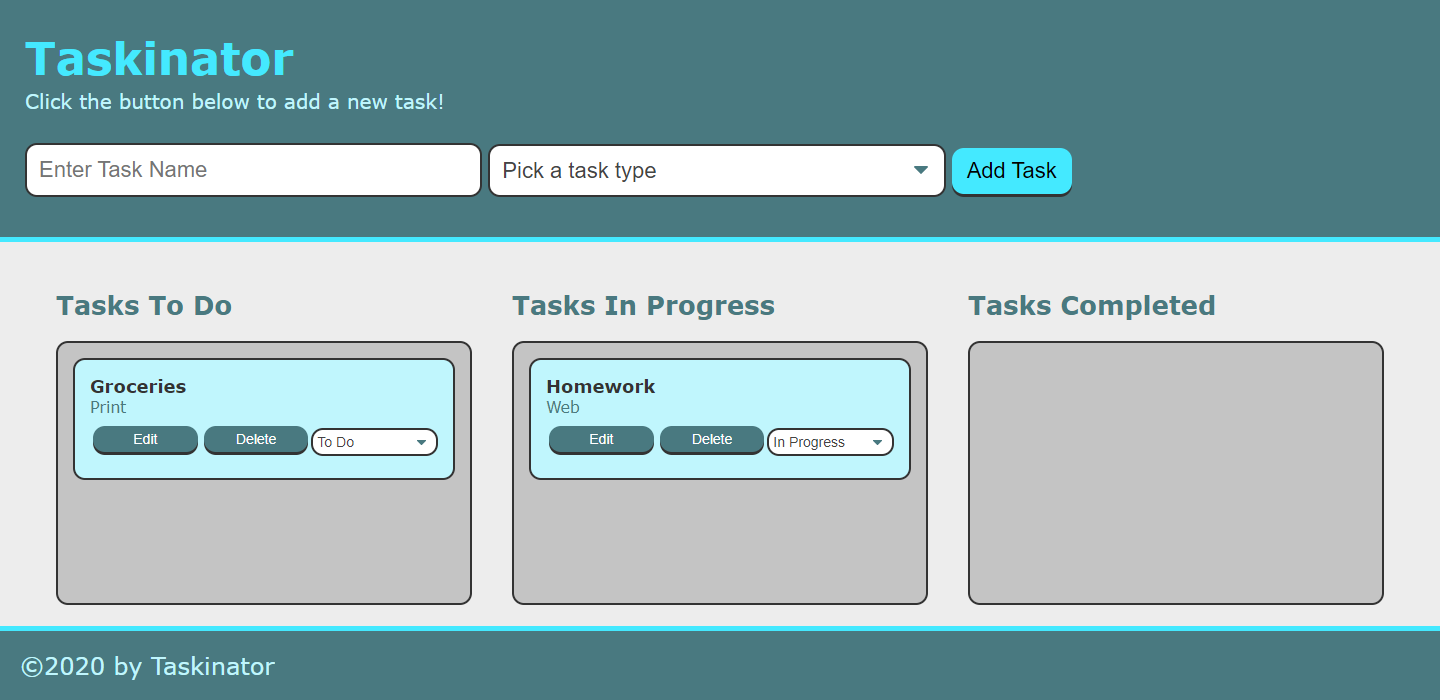 Taskinator
Click the button below to add a new task!
Enter Task Name
Pick a task type
Add Task
Tasks To Do
Groceries
Print
Edit
Delete
To Do
Tasks In Progress
Homework
Web
Edit
Delete
In Progress
Tasks Completed
©2020 by Taskinator